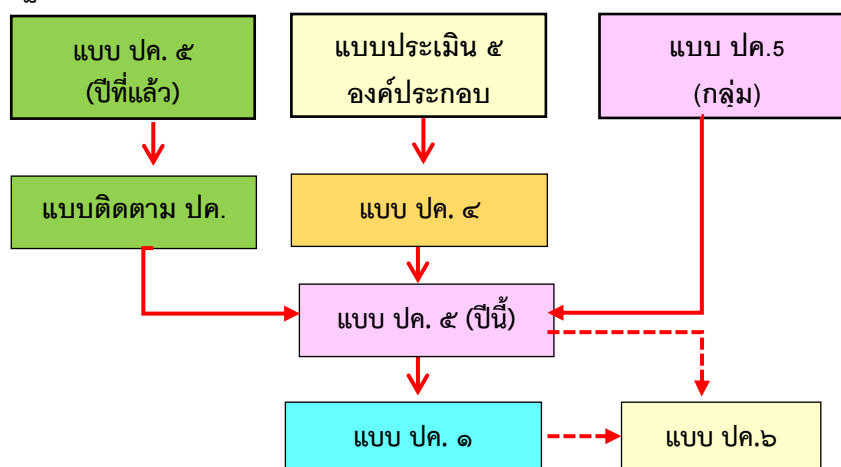 แบบ ปค. ๕
(ปีที่แล้ว)
แบบประเมิน ๕
องค์ประกอบ
แบบ ปค.5
(กลุ่ม)
แบบติดตาม ปค.
แบบ ปค. ๔
แบบ ปค. ๕ (ปีนี้)
แบบ ปค. ๑
แบบ ปค.๖